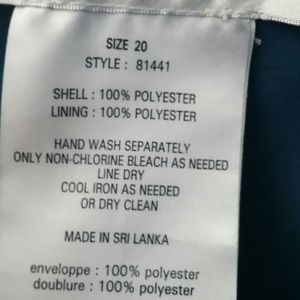 SIZE 20
STYLE : 81441
SHELL : 100% POLYESTER
LINING : 100% POLYESTER
HAND WASH SEPARATELY
ONLY NON-CHLORINE BLEACH AS NEEDED
LINE DRY
COOL IRON AS NEEDED
OR DRY CLEAN
MADE IN SRI LANKA
enveloppe : 100% polyester
doublure : 100% polyester